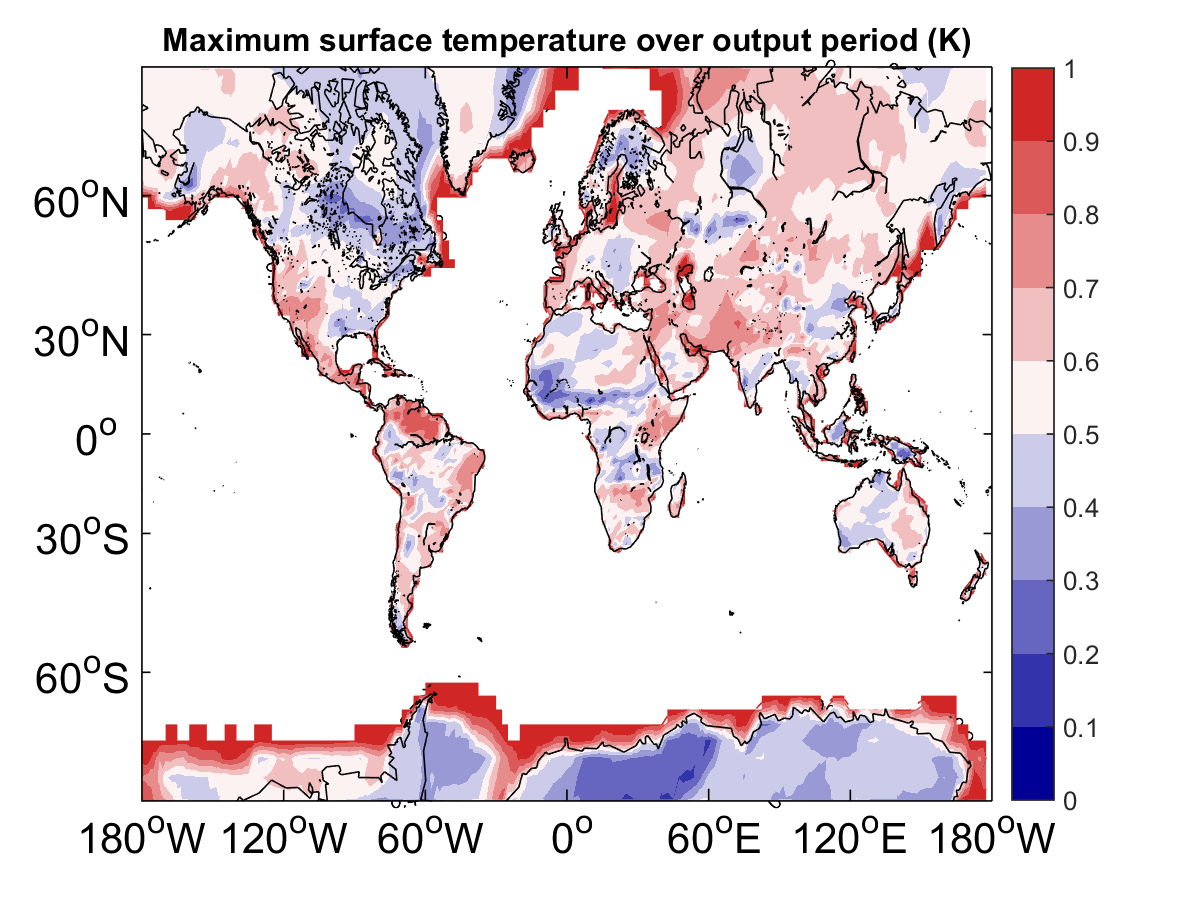 Maximum surface temperature over output period (K)
60°N
30°N
0°
30°S
60°S
180°W 120°W 60°W 0° 60°E 120°E 180°W
1
0.9
0.8
0.7
0.6
0.5
0.4
0.3
0.2
0.1
0